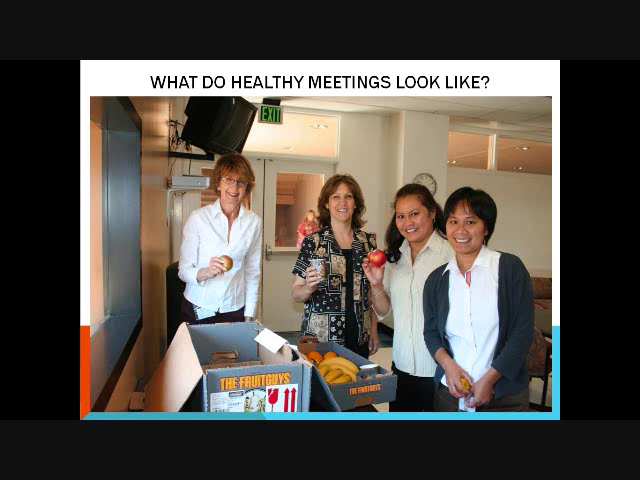 WHAT DO HEALTHY MEETINGS LOOK LIKE?
EXIT
THE FRUITGUYS
THE FRUITGUYS